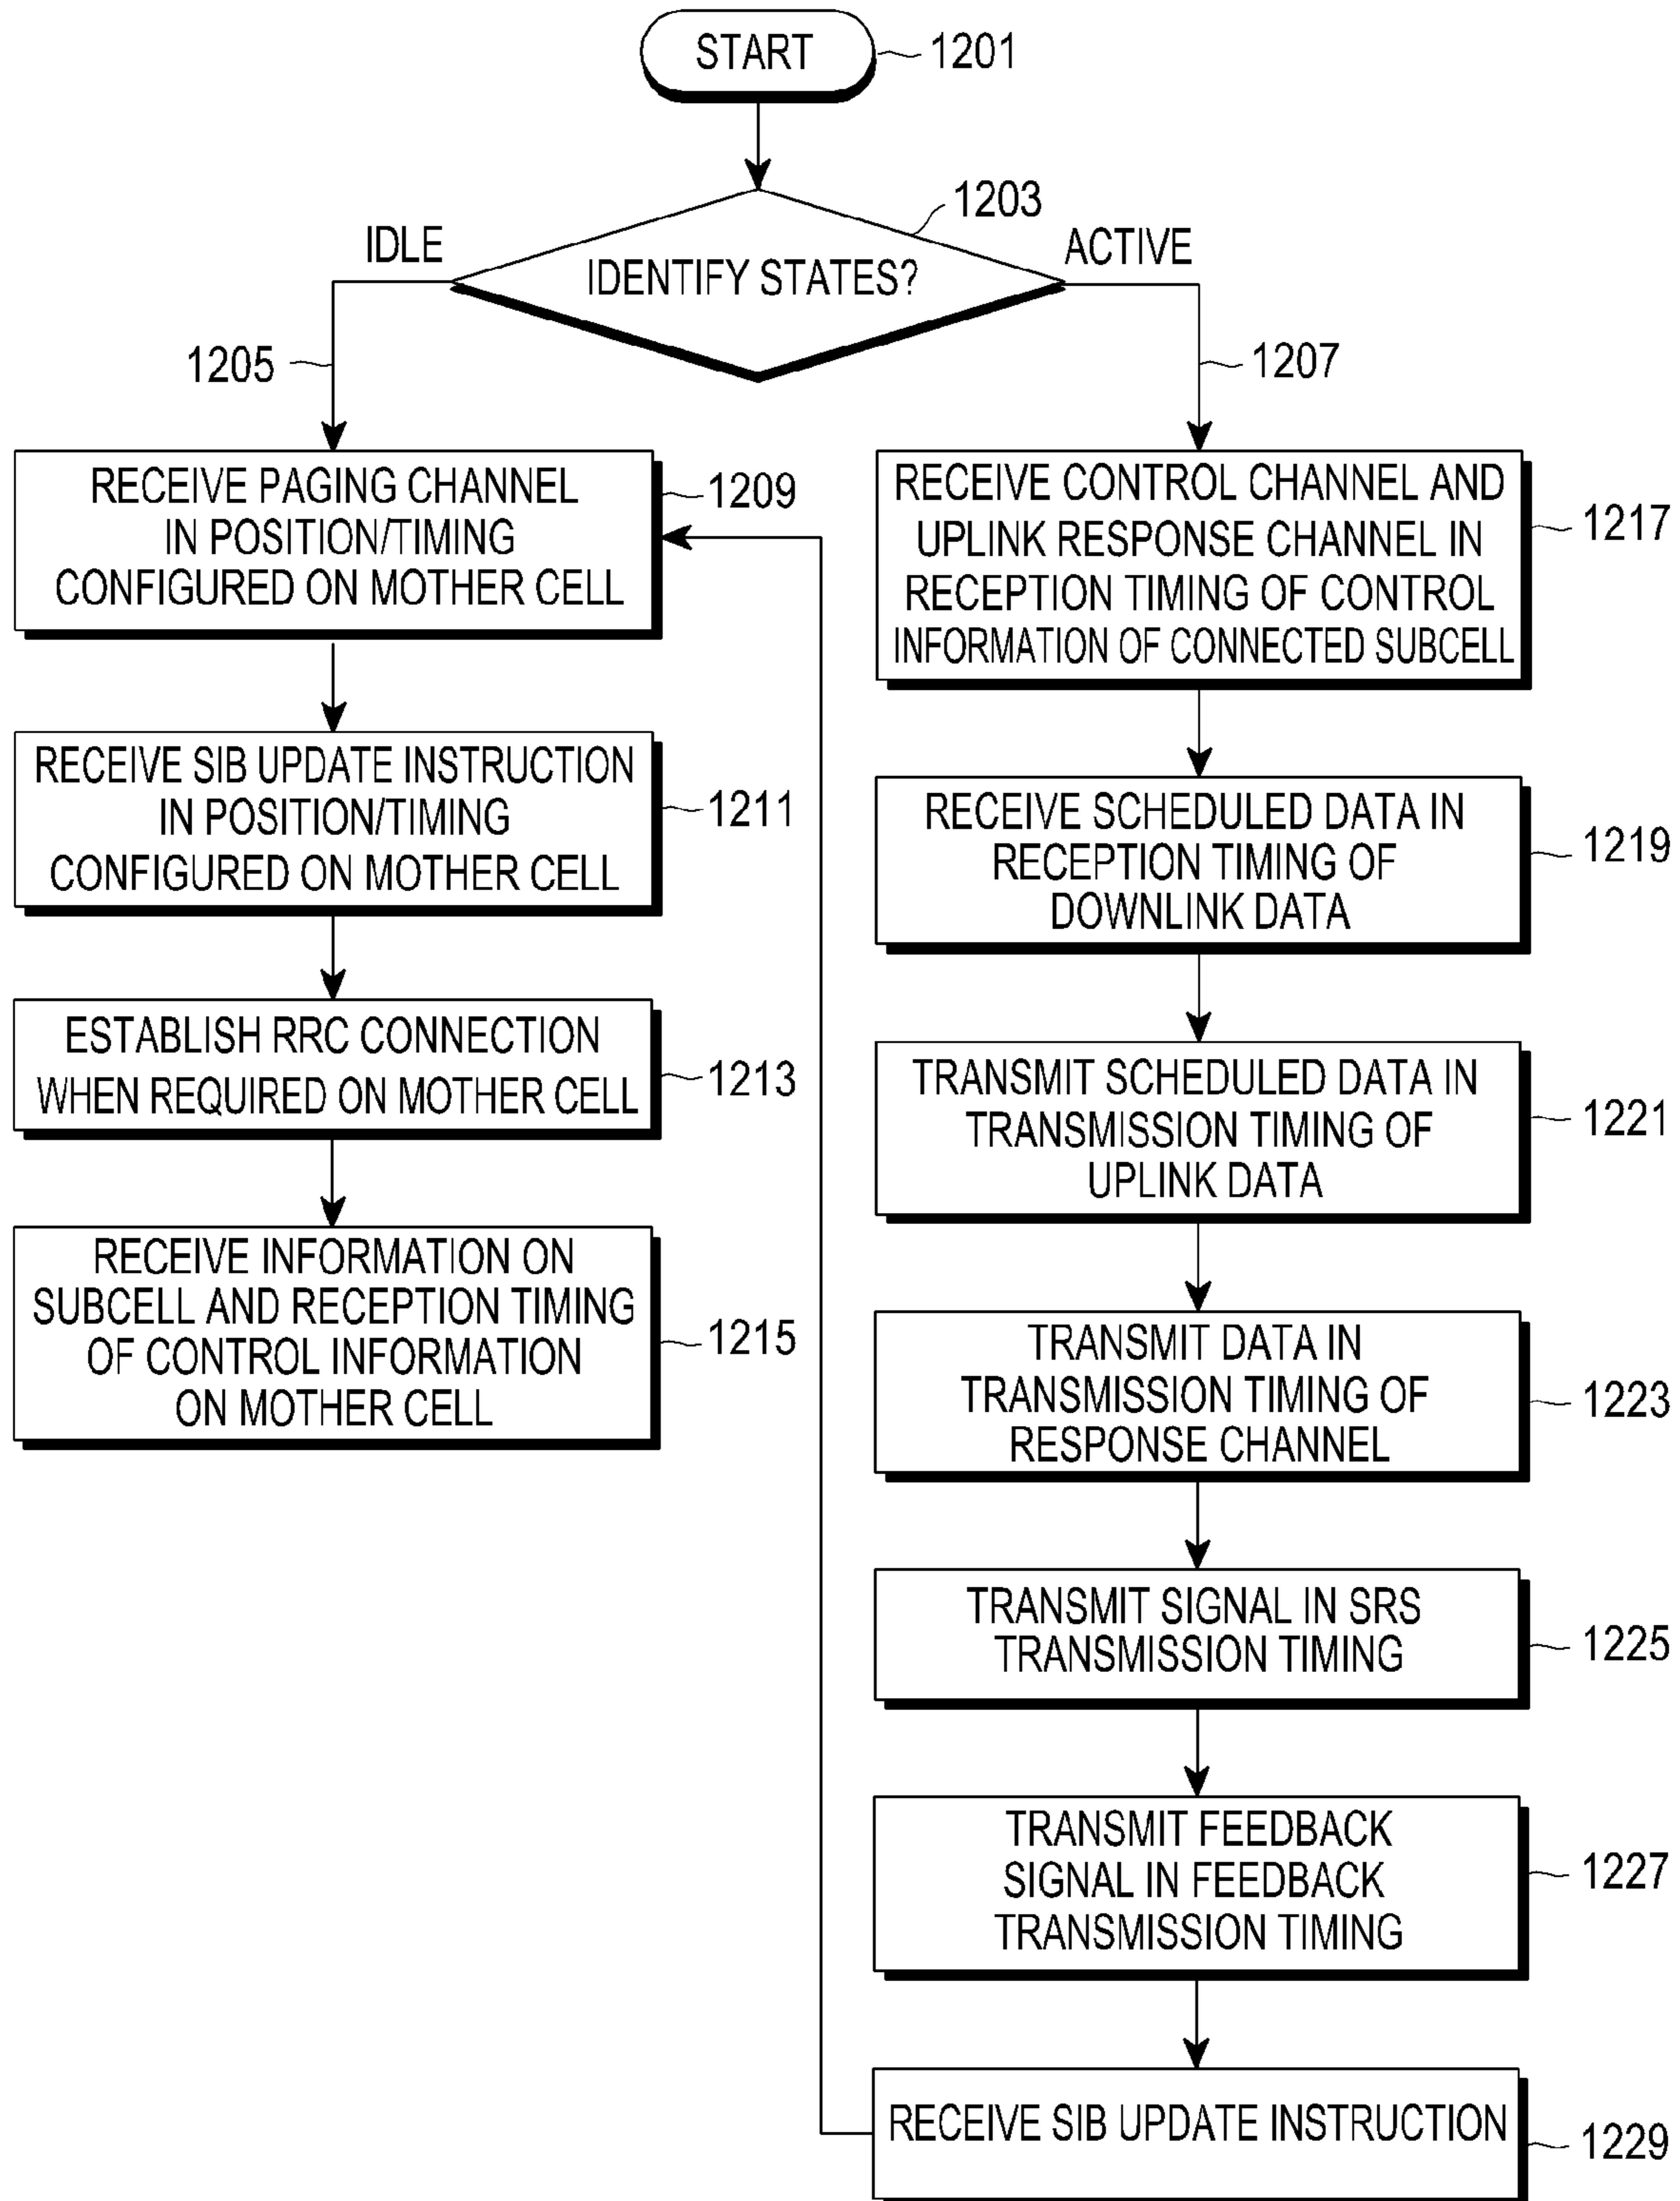 START
1201
1203
IDLE
ACTIVE
IDENTIFY STATES?
1205
1207
RECEIVE PAGING CHANNEL
IN POSITION/TIMING
CONFIGURED ON MOTHER CELL
1209
RECEIVE SIB UPDATE INSTRUCTION
IN POSITION/TIMING
CONFIGURED ON MOTHER CELL
1211
ESTABLISH RRC CONNECTION
WHEN REQUIRED ON MOTHER CELL
1213
RECEIVE INFORMATION ON
SUBCELL AND RECEPTION TIMING
OF CONTROL INFORMATION
ON MOTHER CELL
1215
RECEIVE CONTROL CHANNEL AND
UPLINK RESPONSE CHANNEL IN
RECEPTION TIMING OF CONTROL
INFORMATION OF CONNECTED SUBCELL
1217
RECEIVE SCHEDULED DATA IN
RECEPTION TIMING OF
DOWNLINK DATA
1219
TRANSMIT SCHEDULED DATA IN
TRANSMISSION TIMING OF
UPLINK DATA
1221
TRANSMIT DATA IN
TRANSMISSION TIMING OF
RESPONSE CHANNEL
1223
TRANSMIT SIGNAL IN SRS
TRANSMISSION TIMING
1225
TRANSMIT FEEDBACK
SIGNAL IN FEEDBACK
TRANSMISSION TIMING
1227
RECEIVE SIB UPDATE INSTRUCTION
1229